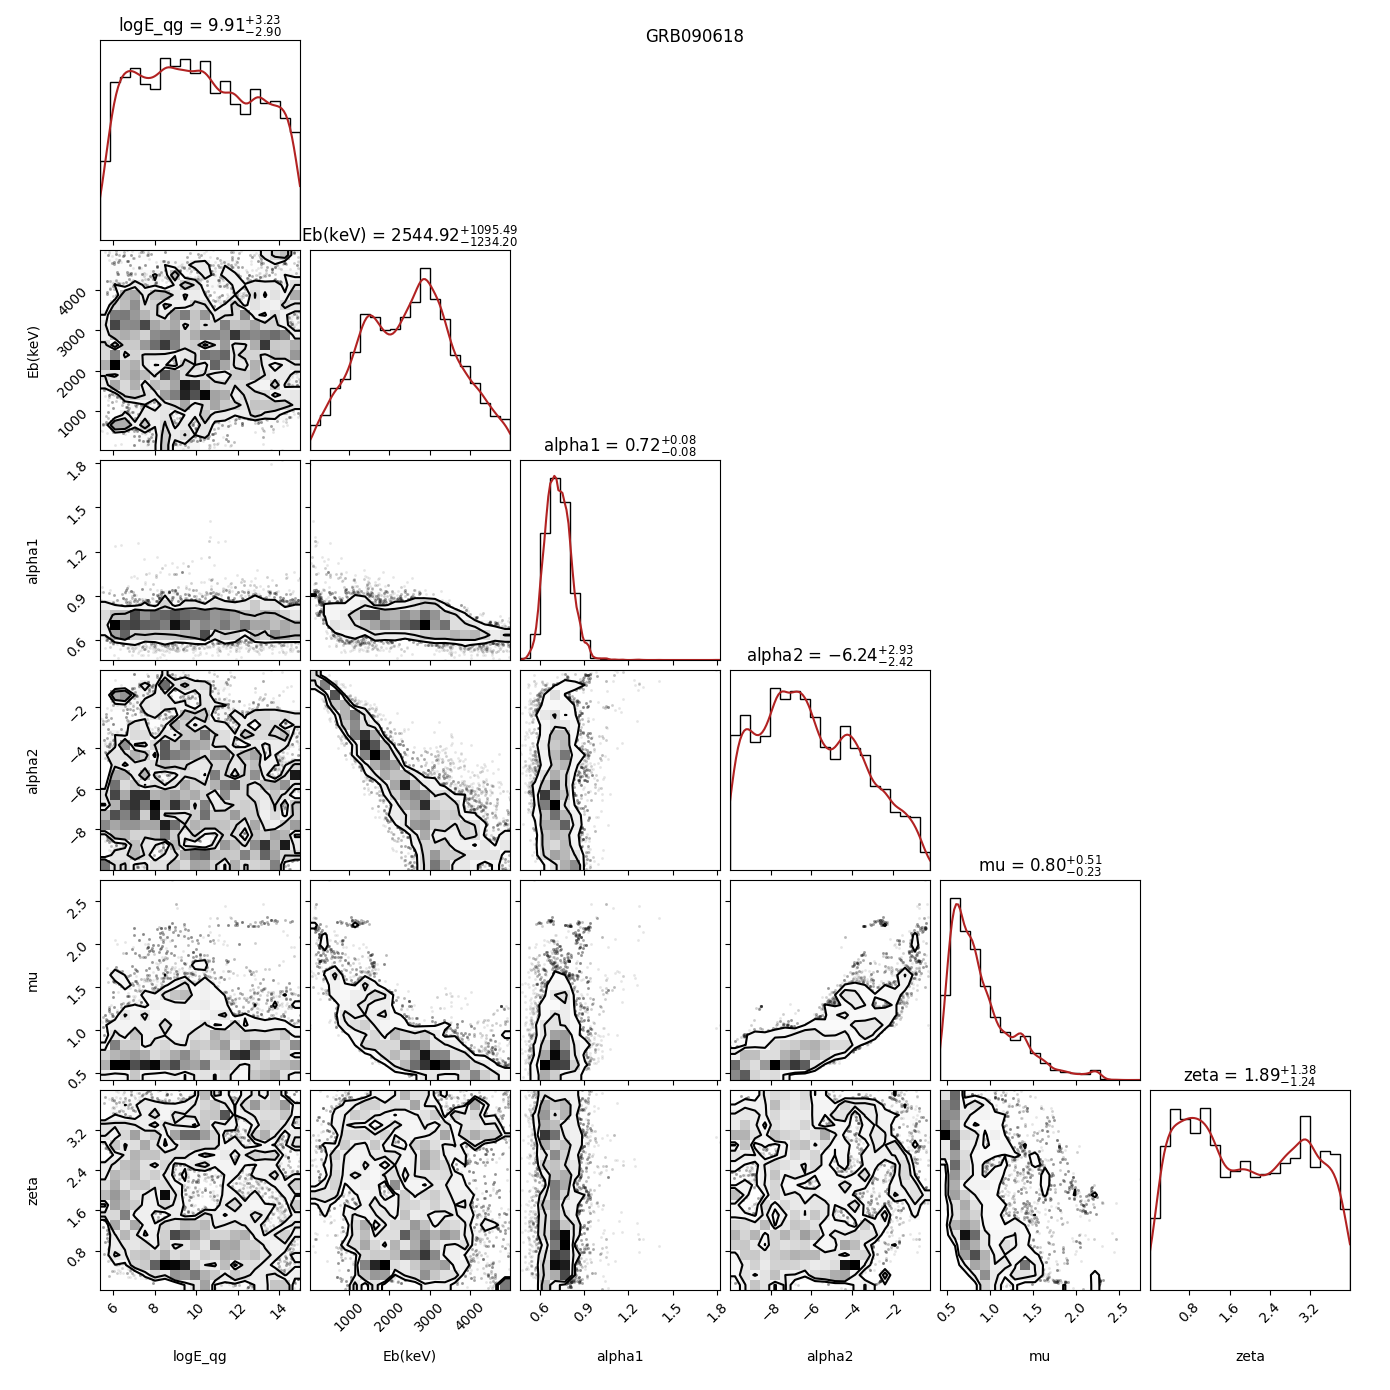 GRB090618
logE_qg = 9.91^{+3.23}_{−2.90}
Eb(keV) = 2544.92^{+1095.49}_{−1234.20}
4000
3000
2000
1000
Eb(keV)
alpha1 = 0.72^{+0.08}_{−0.08}
1.8
1.5
1.2
0.9
0.6
alpha1
alpha2 = −6.24^{+2.93}_{−2.42}
−2
−4
−6
−8
alpha2
mu = 0.80^{+0.51}_{−0.23}
2.5
2.0
1.5
1.0
0.5
mu
zeta = 1.89^{+1.38}_{−1.24}
3.2
2.4
1.6
0.8
zeta
6 8 10 12 14 1000 2000 3000 4000 0.6 0.9 1.2 1.5 1.8 −8 −6 −4 −2 0.5 1.0 1.5 2.0 2.5 0.8 1.6 2.4 3.2
logE_qg Eb(keV) alpha1 alpha2 mu zeta